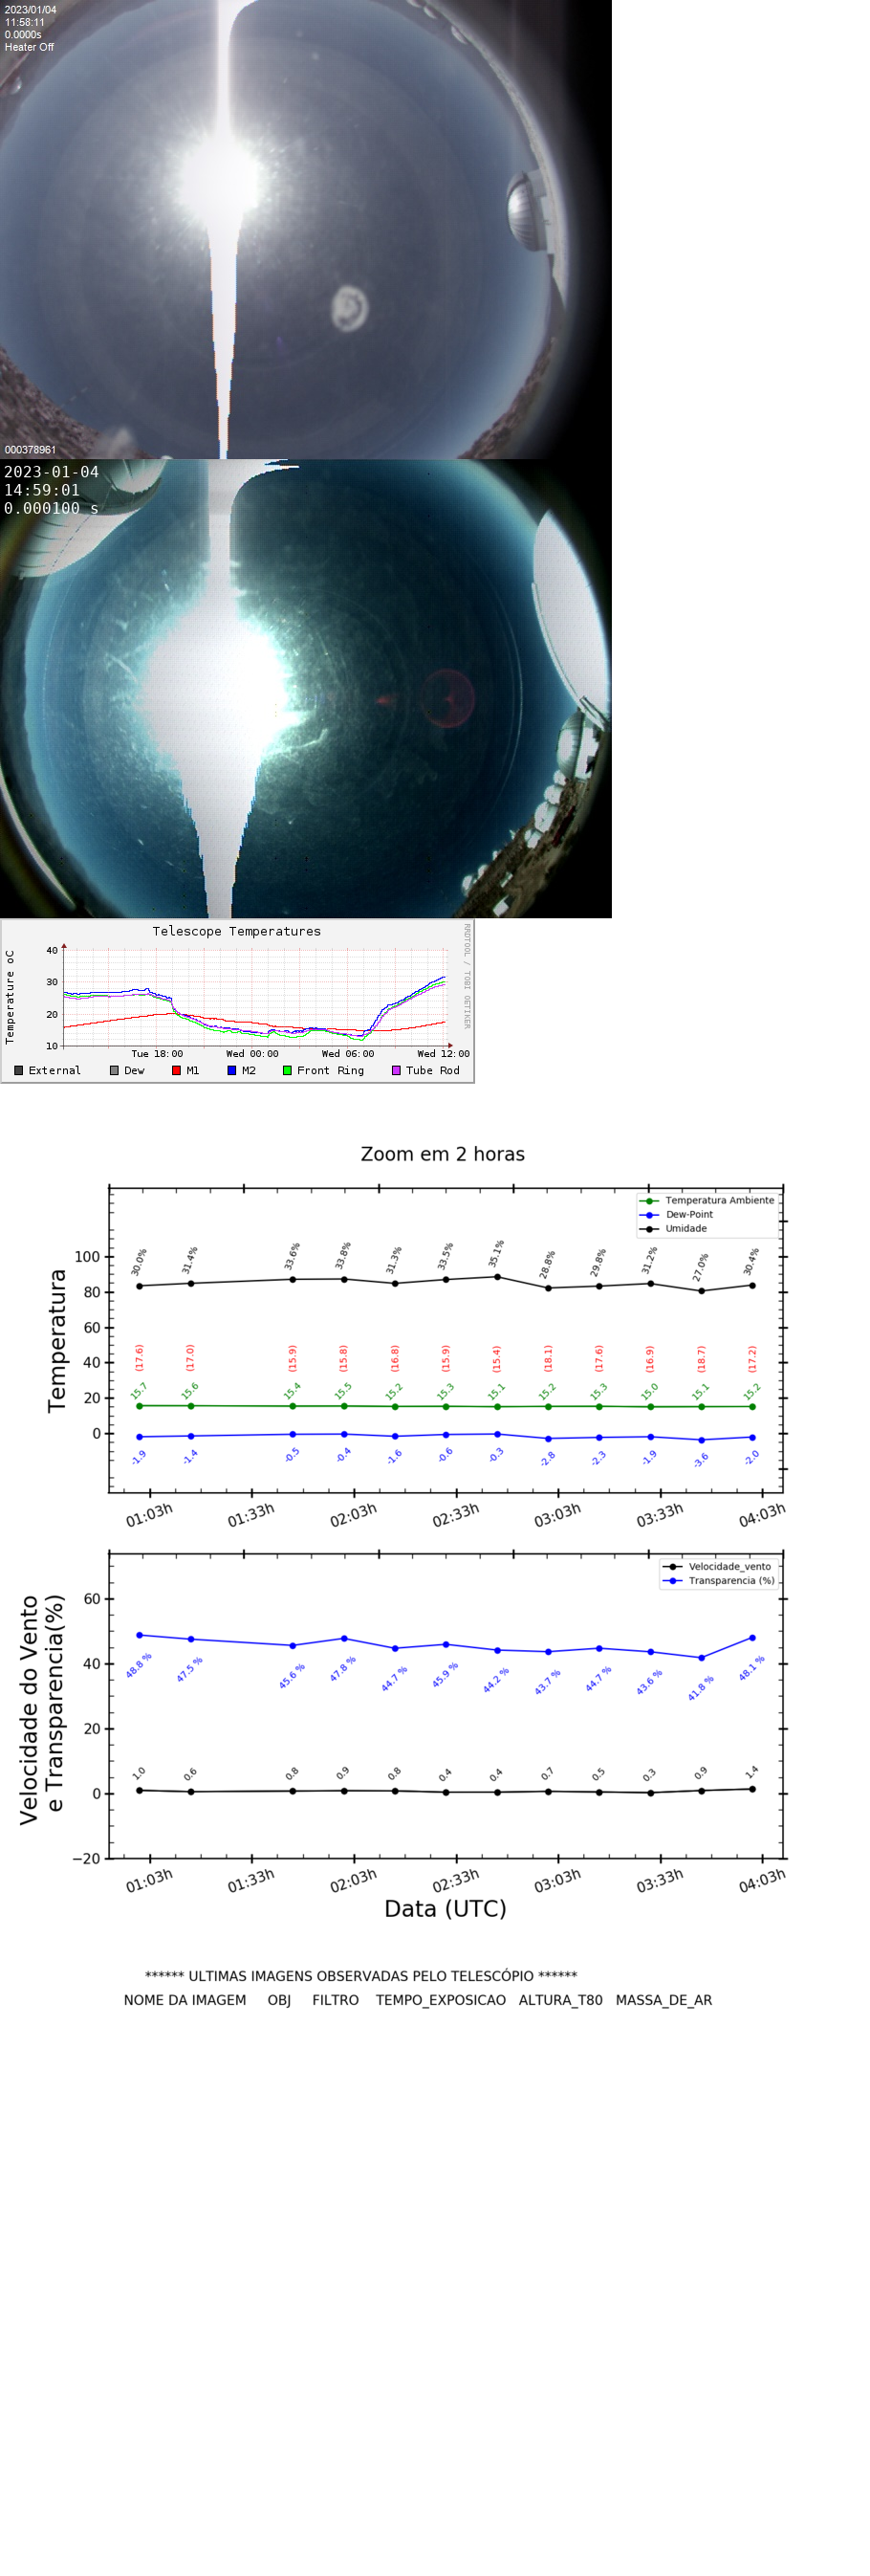 2023/01/04
11:58:11
0.0000s
Heater Off
000378961
2023-01-04
14:59:01
0.000100 s
Telescope Temperatures
RRDTOOL / TOBI OETIKER
Temperature oC
40
30
20
10
Tue 18:00 Wed 00:00 Wed 06:00 Wed 12:00
External Dew M1 M2 Front Ring Tube Rod
Zoom em 2 horas
Temperatura Ambiente
Dew-Point
Umidade
Temperatura
100
80
60
40
20
0
30.0% 31.4% 33.6% 33.8% 31.3% 33.5% 35.1% 28.8% 29.8% 31.2% 27.0% 30.4%
(17.6) (17.0) (15.9) (15.8) (16.8) (15.9) (15.4) (18.1) (17.6) (16.9) (18.7) (17.2)
15.7 15.6 15.4 15.5 15.2 15.3 15.1 15.2 15.3 15.0 15.1 15.2
-1.9 -1.4 -0.5 -0.4 -1.6 -0.6 -0.3 -2.8 -2.3 -1.9 -3.6 -2.0
01:03h 01:33h 02:03h 02:33h 03:03h 03:33h 04:03h
Velocidade_vento
Transparencia (%)
Velocidade do Vento
e Transparencia(%)
60
40
20
0
−20
48.8 % 47.5 % 45.6 % 47.8 % 44.7 % 45.9 % 44.2 % 43.7 % 44.7 % 43.6 % 41.8 % 48.1 %
1.0 0.6 0.8 0.9 0.8 0.4 0.4 0.7 0.5 0.3 0.9 1.4
01:03h 01:33h 02:03h 02:33h 03:03h 03:33h 04:03h
Data (UTC)
****** ULTIMAS IMAGENS OBSERVADAS PELO TELESCÓPIO ******
NOME DA IMAGEM OBJ FILTRO TEMPO_EXPOSICAO ALTURA_T80 MASSA_DE_AR